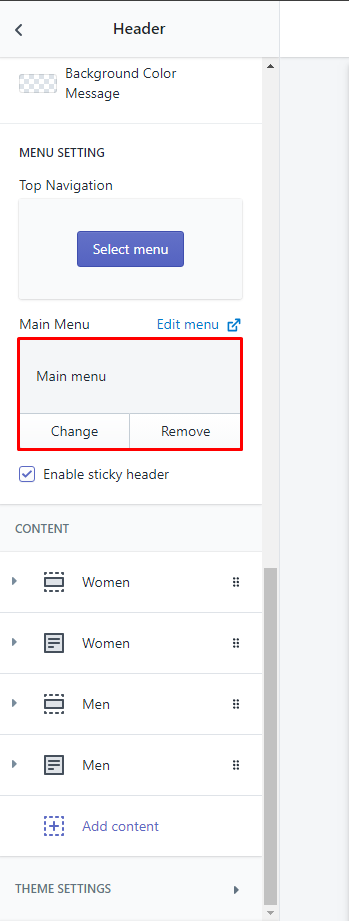 Header
Background Color
Message
MENU SETTING
Top Navigation
Select menu
Main Menu Edit menu
Main menu
Change Remove
Enable sticky header
CONTENT
Women
Women
Men
Men
Add content
THEME SETTINGS